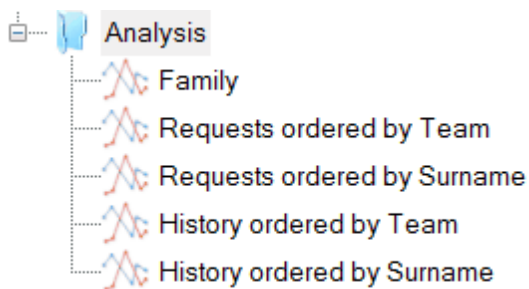 Analysis
Family
Requests ordered by Team
Requests ordered by Surname
History ordered by Team
History ordered by Surname